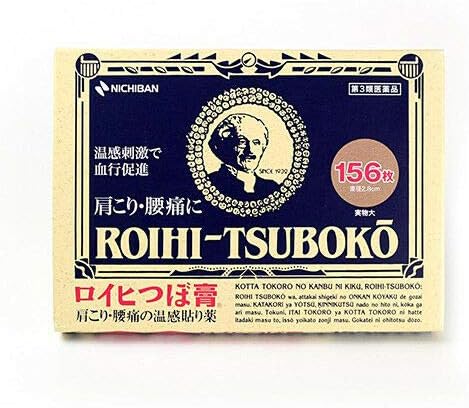 NICHIBAN
第3類医薬品
温感刺激で
血行促進
SINCE 1932
156枚
直径2.8cm
実物大
肩こり・腰痛に
ROIHI-TSUBOKŌ
ロイヒつぼ膏
肩こり・腰痛の温感貼り薬
KOTTA TOKORO NO KANBU NI KIKU, ROIHI-TSUBOKŌ:
ROIHI TSUBOKŌ wa, attakai shigeki no ONKAN KŌYAKU de gozai
masu. KATAKORI ya YŌTSU, KINNIKUTSU nado no hito ni, kōka ga
ari masu. Tokuni, ITAI TOKORO ya KOTTA TOKORO ni hatte
itadaki masu to, issō yoikato zonji masu. Gokatei ni ohitotsu dōzo.